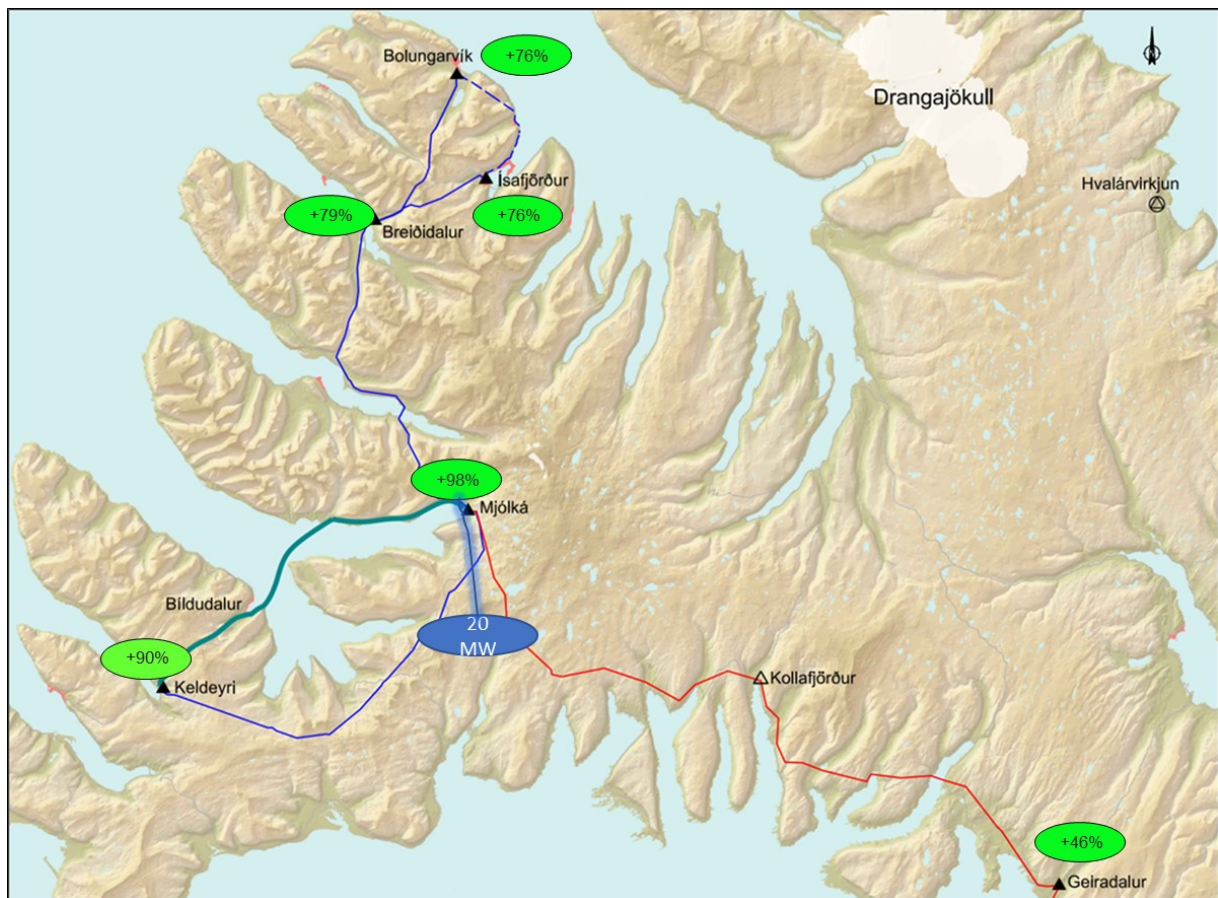 Bolungarvík
+76%
Drangajökull
Ísafjörður
Hvalárvirkjun
+79%
+76%
Breiðidalur
+98%
Mjólká
Bíldudalur
20
MW
+90%
Keldeyri
Kollafjörður
+46%
Geiradalur